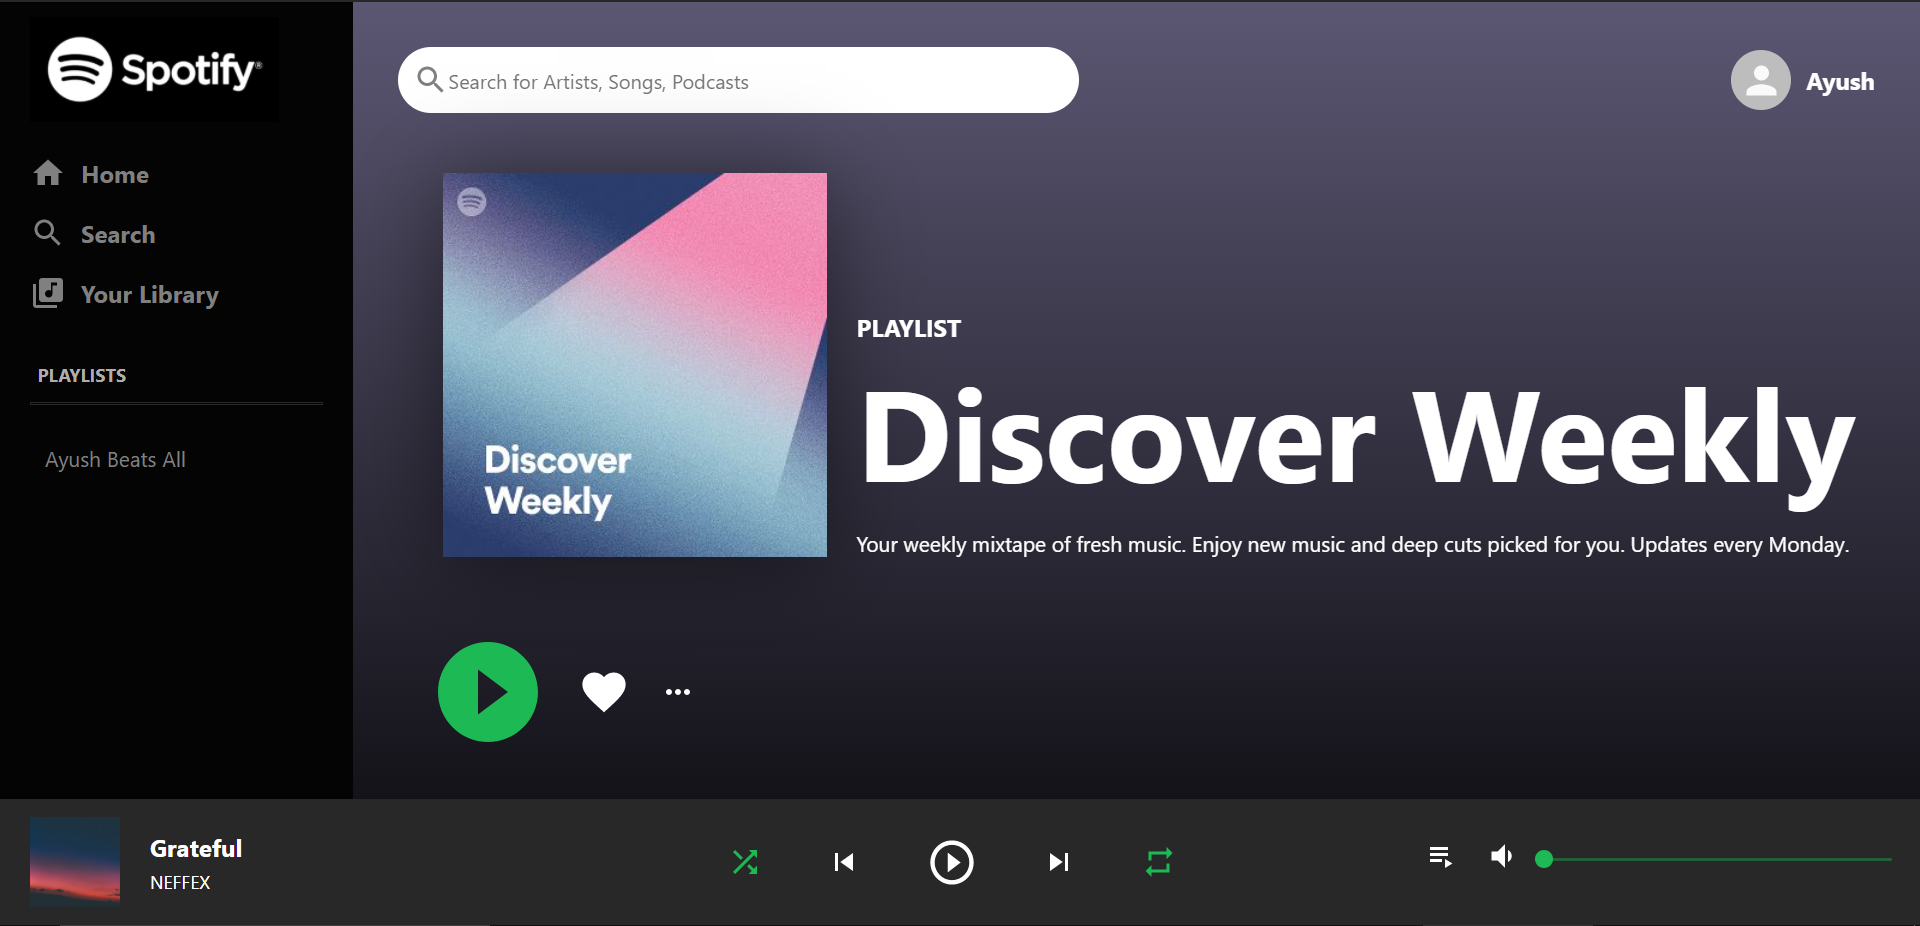 Spotify®
Home
Search
Your Library
PLAYLISTS
Ayush Beats All
Search for Artists, Songs, Podcasts
Ayush
Discover
Weekly
PLAYLIST
Discover Weekly
Your weekly mixtape of fresh music. Enjoy new music and deep cuts picked for you. Updates every Monday.
Grateful
NEFFEX